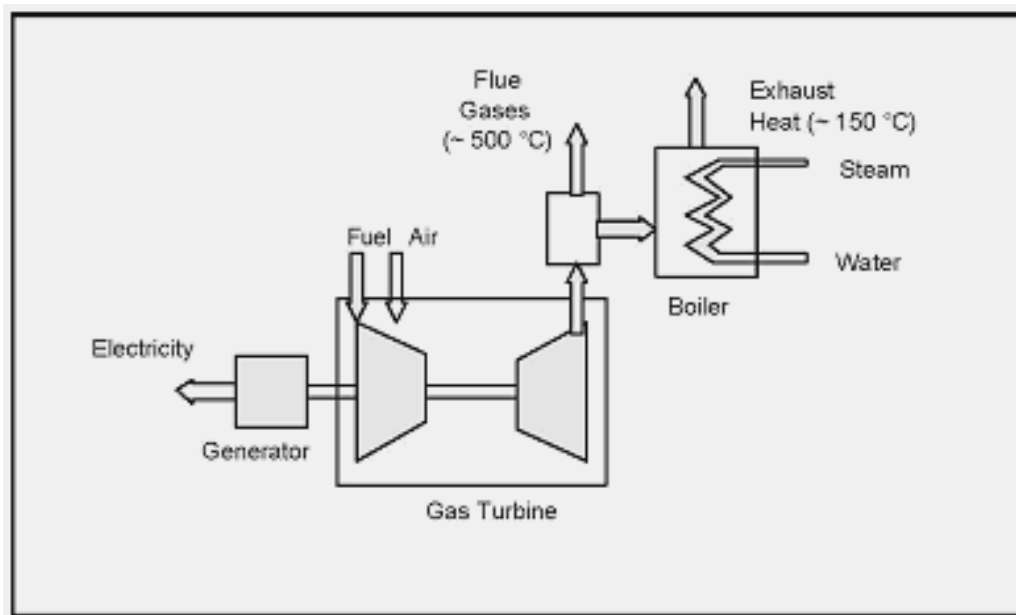 Flue
Gases
(~ 500 °C)
Exhaust
Heat (~ 150 °C)
Steam
Fuel Air
Water
Boiler
Electricity
Generator
Gas Turbine